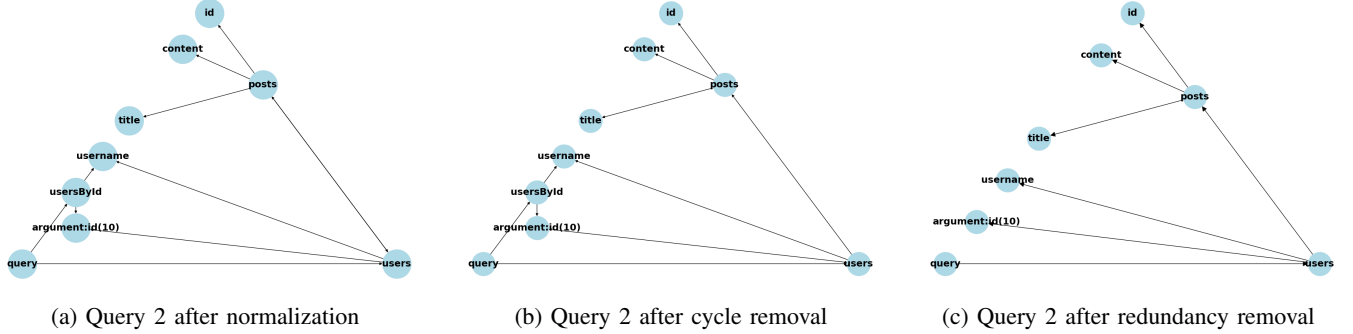 id
content
posts
title
username
usersById
argument:id(10)
query
users
(a) Query 2 after normalization
id
content
posts
title
username
usersById
argument:id(10)
query
users
(b) Query 2 after cycle removal
id
content
posts
title
username
argument:id(10)
query
users
(c) Query 2 after redundancy removal